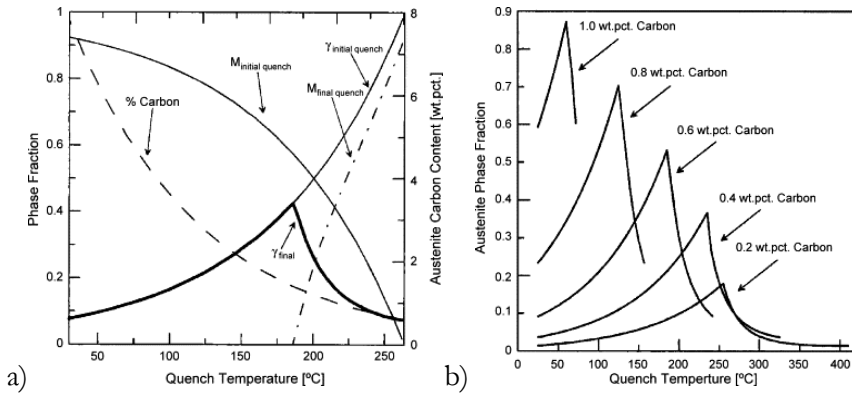 a)
Phase Fraction
1
0.8
0.6
0.4
0.2
0
50
100
150
200
250
Quench Temperature [ºC]
8
6
4
2
0
Austenite Carbon Content [wt.pct.]
M initial quench
γ initial quench
M final quench
% Carbon
γ final
b)
Austenite Phase Fraction
0.9
0.8
0.7
0.6
0.5
0.4
0.3
0.2
0.1
0
0
50
100
150
200
250
300
350
400
Quench Temperture [ºC]
1.0 wt.pct. Carbon
0.8 wt.pct. Carbon
0.6 wt.pct. Carbon
0.4 wt.pct. Carbon
0.2 wt.pct. Carbon